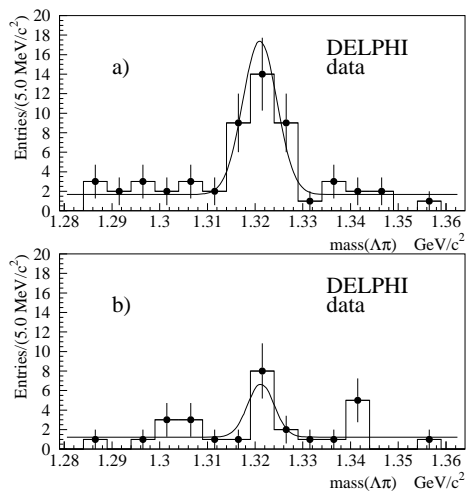 Entries/(5.0 MeV/c²)
20
18
16
14
12
10
8
6
4
2
0
a)
DELPHI
data
1.28 1.29 1.3 1.31 1.32 1.33 1.34 1.35 1.36
mass(Λπ) GeV/c²
Entries/(5.0 MeV/c²)
20
18
16
14
12
10
8
6
4
2
0
b)
DELPHI
data
1.28 1.29 1.3 1.31 1.32 1.33 1.34 1.35 1.36
mass(Λπ) GeV/c²